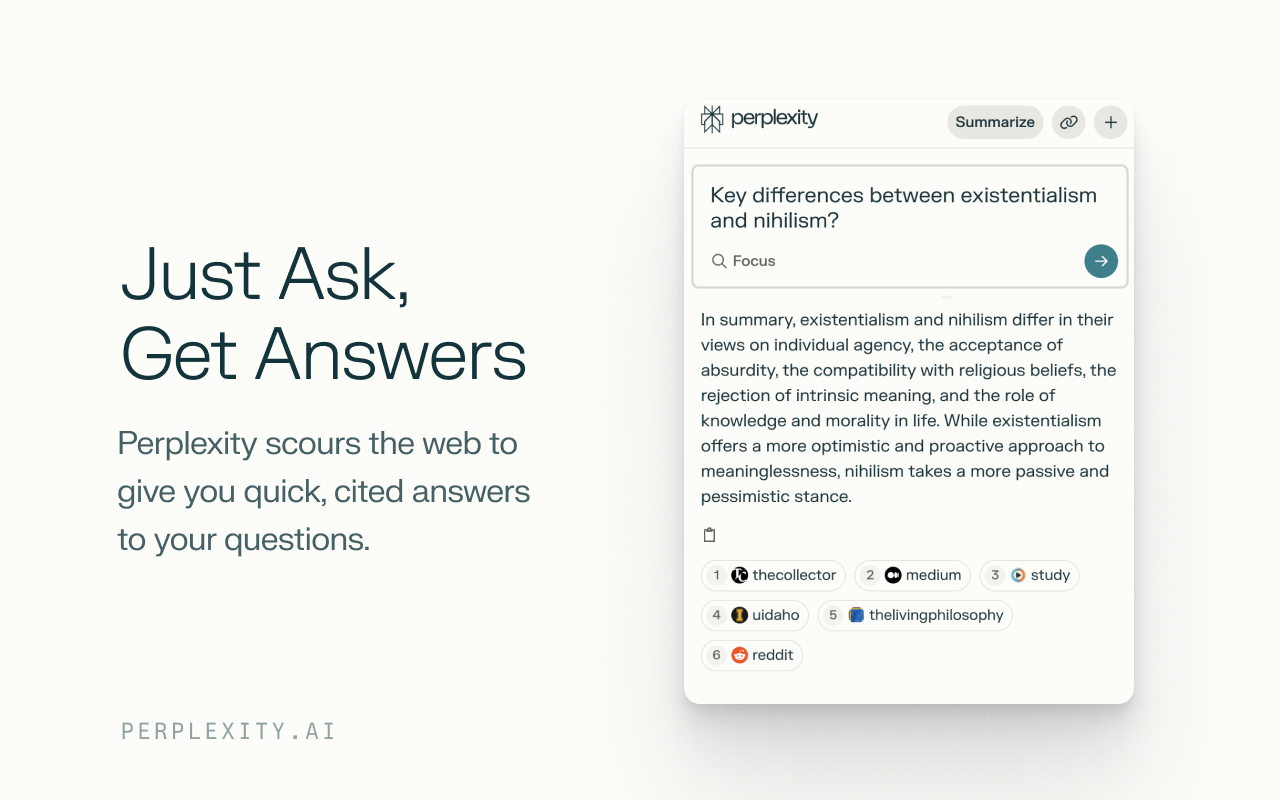 Just Ask,
Get Answers
Perplexity scours the web to
give you quick, cited answers
to your questions.
PERPLEXITY.AI
perplexity
Summarize
Key differences between existentialism
and nihilism?
Focus
In summary, existentialism and nihilism differ in their
views on individual agency, the acceptance of
absurdity, the compatibility with religious beliefs, the
rejection of intrinsic meaning, and the role of
knowledge and morality in life. While existentialism
offers a more optimistic and proactive approach to
meaninglessness, nihilism takes a more passive and
pessimistic stance.
1 thecollector 2 medium 3 study
4 uidaho 5 thelivingphilosophy
6 reddit